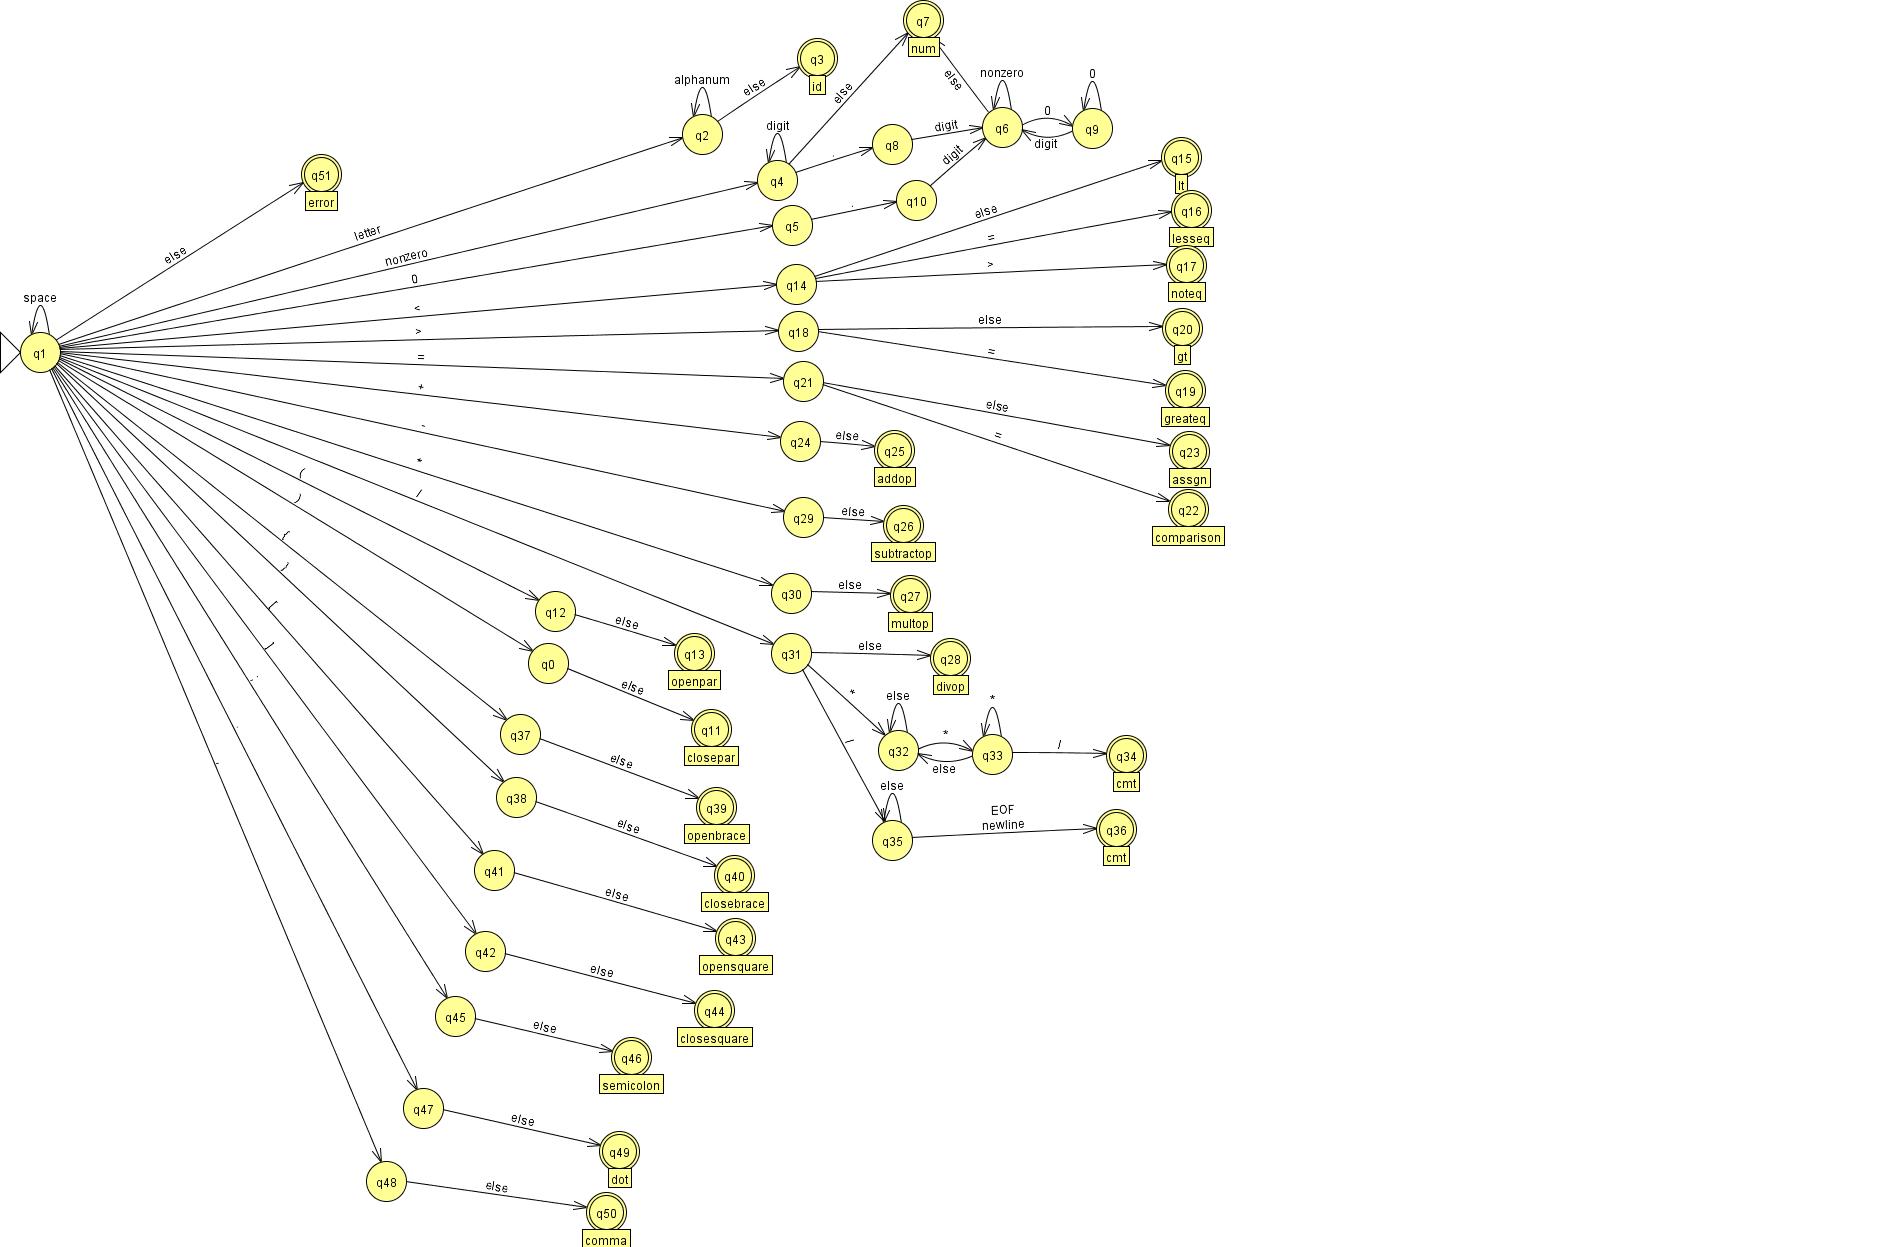 q7
num
q3
id
alphanum
else
else
else
nonzero
0
q2
q6
q9
0
digit
digit
digit
q8
q4
.
digit
q10
q5
.
q51
error
else
letter
nonzero
0
<
>
=
+
-
*
/
(
)
{
}
[
]
;
.
,
space
q1
q15
lt
else
q16
lesseq
=
q17
noteq
>
q14
q18
else
q20
gt
=
q19
greateq
q21
else
q23
assgn
=
q22
comparison
q24
else
q25
addop
q29
else
q26
subtractop
q30
else
q27
multop
q12
else
q13
openpar
q31
else
q28
divop
q0
else
q11
closepar
*
else
q32
*
else
*
q33
/
q34
cmt
/
else
q35
EOF
newline
q36
cmt
q37
else
q39
openbrace
q38
else
q40
closebrace
q41
else
q43
opensquare
q42
else
q44
closesquare
q45
else
q46
semicolon
q47
else
q49
dot
q48
else
q50
comma